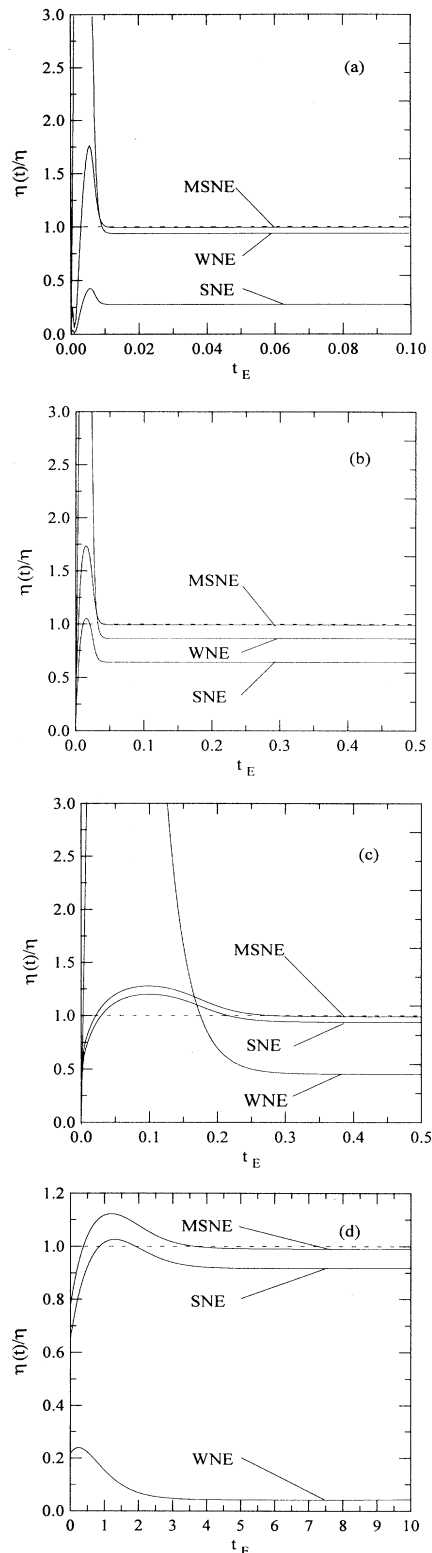 3.0
(a)
2.5
2.0
η(t)/η
1.5
MSNE
1.0
WNE
0.5
SNE
0.0
0.00 0.02 0.04 0.06 0.08 0.10
t E
3.0
(b)
2.5
2.0
η(t)/η
1.5
MSNE
1.0
WNE
0.5
SNE
0.0
0.0 0.1 0.2 0.3 0.4 0.5
t E
3.0
(c)
2.5
2.0
η(t)/η
1.5
MSNE
1.0
SNE
0.5
WNE
0.0
0.0 0.1 0.2 0.3 0.4 0.5
t E
1.2
MSNE (d)
1.0
SNE
0.8
η(t)/η
0.6
0.4
WNE
0.2
0.0
0 1 2 3 4 5 6 7 8 9 10
t E